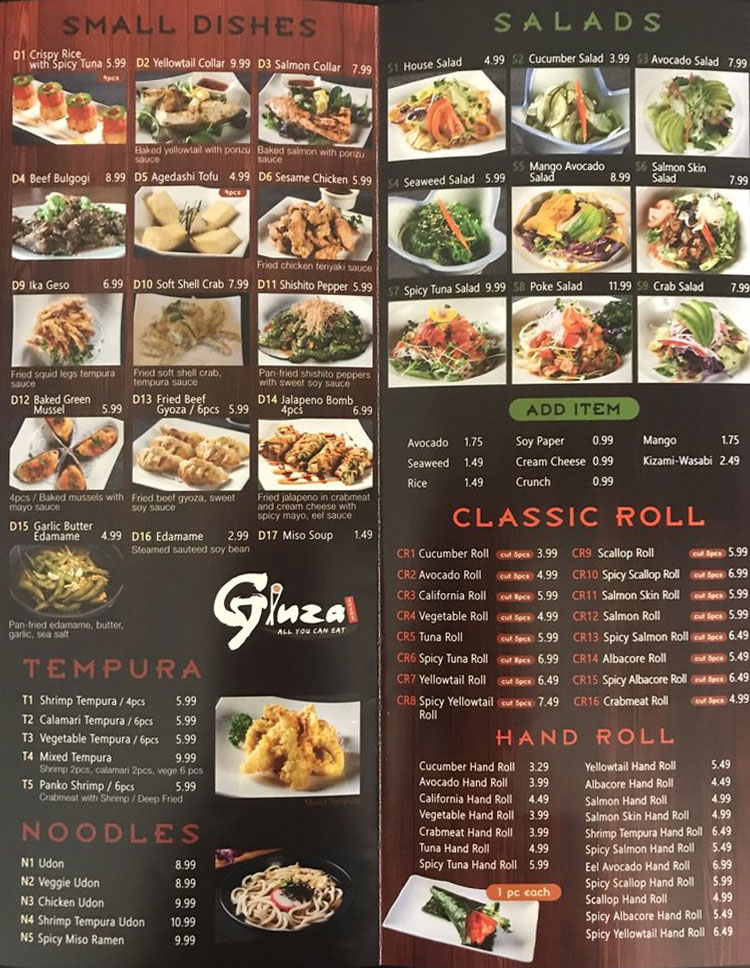 SMALL DISHES
D1 Crispy Rice
with Spicy Tuna 5.99
4pcs
D2 Yellowtail Collar 9.99
Baked yellowtail with ponzu
sauce
D3 Salmon Collar 7.99
Baked salmon with ponzu
sauce
D4 Beef Bulgogi 8.99
D5 Agedashi Tofu 4.99
4pcs
D6 Sesame Chicken 5.99
Fried chicken teriyaki sauce
D9 Ika Geso 6.99
Fried squid legs tempura
sauce
D10 Soft Shell Crab 7.99
Fried soft shell crab,
tempura sauce
D11 Shishito Pepper 5.99
Pan-fried shishito peppers
with sweet soy sauce
D12 Baked Green
Mussel 5.99
4pcs / Baked mussels with
mayo sauce
D13 Fried Beef
Gyoza / 6pcs 5.99
Fried beef gyoza, sweet
soy sauce
D14 Jalapeno Bomb
4pcs 6.99
Fried jalapeno in crabmeat
and cream cheese with
spicy mayo, eel sauce
D15 Garlic Butter
Edamame 4.99
Pan-fried edamame, butter,
garlic, sea salt
D16 Edamame 2.99
Steamed sauteed soy bean
D17 Miso Soup 1.49
Ginza
ALL YOU CAN EAT
TEMPURA
T1 Shrimp Tempura / 4pcs 5.99
T2 Calamari Tempura / 6pcs 5.99
T3 Vegetable Tempura / 6pcs 5.99
T4 Mixed Tempura 9.99
Shrimp 2pcs, calamari 2pcs, vege 6 pcs
T5 Panko Shrimp / 6pcs 5.99
Crabmeat with Shrimp / Deep Fried
Mixed Tempura
NOODLES
N1 Udon 8.99
N2 Veggie Udon 8.99
N3 Chicken Udon 9.99
N4 Shrimp Tempura Udon 10.99
N5 Spicy Miso Ramen 9.99
SALADS
S1 House Salad 4.99
S2 Cucumber Salad 3.99
S3 Avocado Salad 7.99
S4 Seaweed Salad 5.99
S5 Mango Avocado
Salad 8.99
S6 Salmon Skin
Salad 7.99
S7 Spicy Tuna Salad 9.99
S8 Poke Salad 11.99
S9 Crab Salad 7.99
ADD ITEM
Avocado 1.75
Seaweed 1.49
Rice 1.49
Soy Paper 0.99
Cream Cheese 0.99
Crunch 0.99
Mango 1.75
Kizami-Wasabi 2.49
CLASSIC ROLL
CR1 Cucumber Roll cut 5pcs 3.99
CR2 Avocado Roll cut 5pcs 4.99
CR3 California Roll cut 8pcs 5.99
CR4 Vegetable Roll cut 5pcs 4.99
CR5 Tuna Roll cut 5pcs 5.99
CR6 Spicy Tuna Roll cut 8pcs 6.99
CR7 Yellowtail Roll cut 5pcs 6.49
CR8 Spicy Yellowtail cut 5pcs 7.49
Roll
CR9 Scallop Roll cut 5pcs 5.99
CR10 Spicy Scallop Roll cut 5pcs 6.99
CR11 Salmon Skin Roll cut 5pcs 5.99
CR12 Salmon Roll cut 5pcs 5.99
CR13 Spicy Salmon Roll cut 5pcs 6.49
CR14 Albacore Roll cut 5pcs 5.49
CR15 Spicy Albacore Roll cut 5pcs 6.49
CR16 Crabmeat Roll cut 5pcs 4.99
HAND ROLL
Cucumber Hand Roll 3.29
Avocado Hand Roll 3.99
California Hand Roll 4.49
Vegetable Hand Roll 3.99
Crabmeat Hand Roll 3.99
Tuna Hand Roll 4.99
Spicy Tuna Hand Roll 5.99
1 pc each
Yellowtail Hand Roll 5.49
Albacore Hand Roll 4.99
Salmon Hand Roll 4.99
Salmon Skin Hand Roll 4.99
Shrimp Tempura Hand Roll 6.49
Spicy Salmon Hand Roll 5.49
Eel Avocado Hand Roll 6.99
Spicy Scallop Hand Roll 5.99
Scallop Hand Roll 4.99
Spicy Albacore Hand Roll 5.49
Spicy Yellowtail Hand Roll 6.49